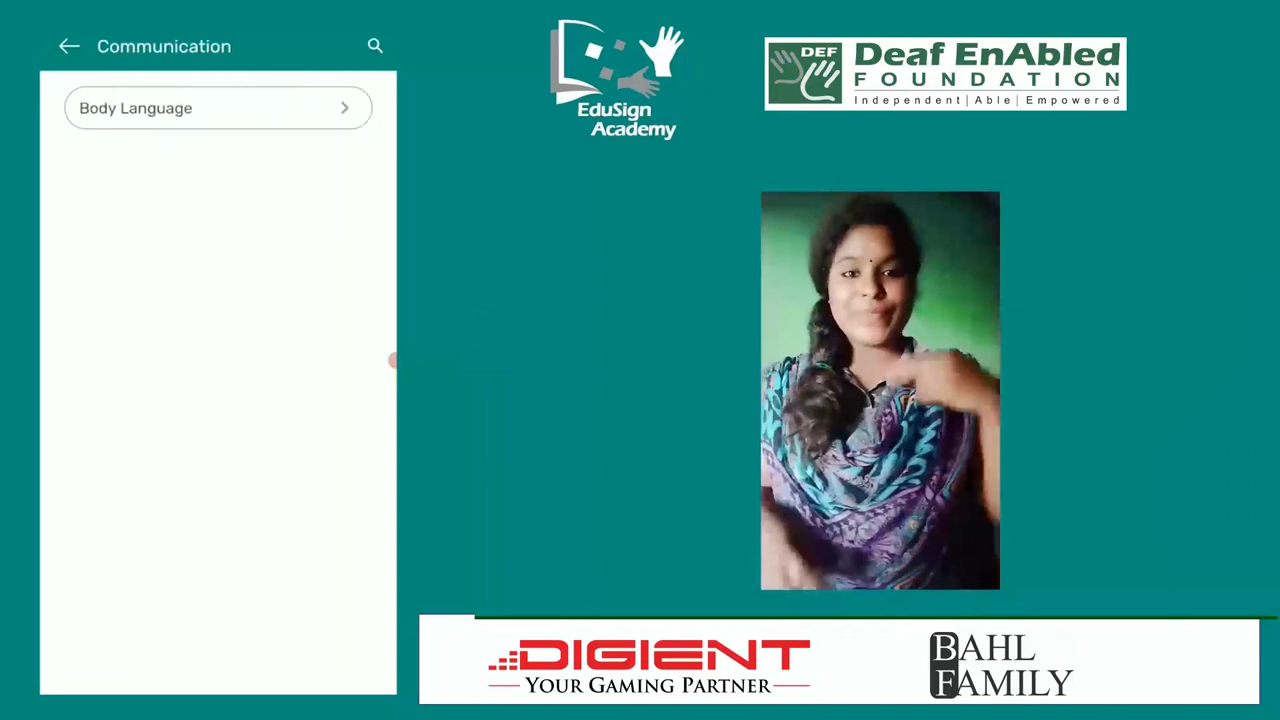 Communication
Body Language
EduSign
Academy
DEF
Deaf EnAbled
FOUNDATION
Independent | Able | Empowered
DIGIENT
YOUR GAMING PARTNER
BAHL
FAMILY